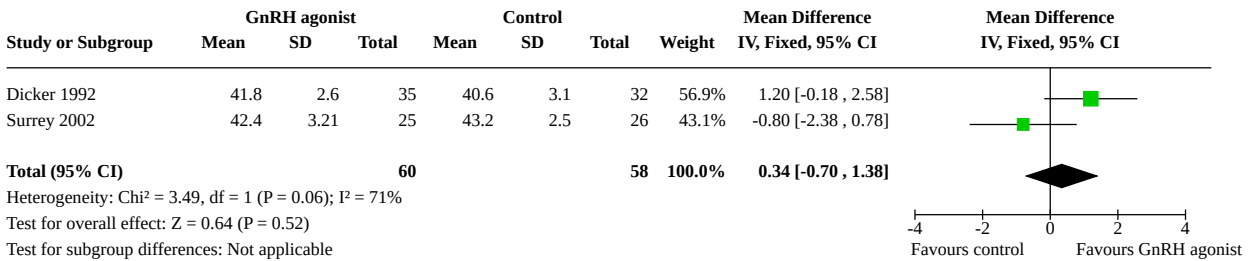 GnRH agonist Control Mean Difference Mean Difference
Study or Subgroup Mean SD Total Mean SD Total Weight IV, Fixed, 95% CI IV, Fixed, 95% CI
Dicker 1992 41.8 2.6 35 40.6 3.1 32 56.9% 1.20 [-0.18 , 2.58]
Surrey 2002 42.4 3.21 25 43.2 2.5 26 43.1% -0.80 [-2.38 , 0.78]
Total (95% CI) 60 58 100.0% 0.34 [-0.70 , 1.38]
Heterogeneity: Chi² = 3.49, df = 1 (P = 0.06); I² = 71%
Test for overall effect: Z = 0.64 (P = 0.52)
-4 -2 0 2 4
Test for subgroup differences: Not applicable
Favours control Favours GnRH agonist